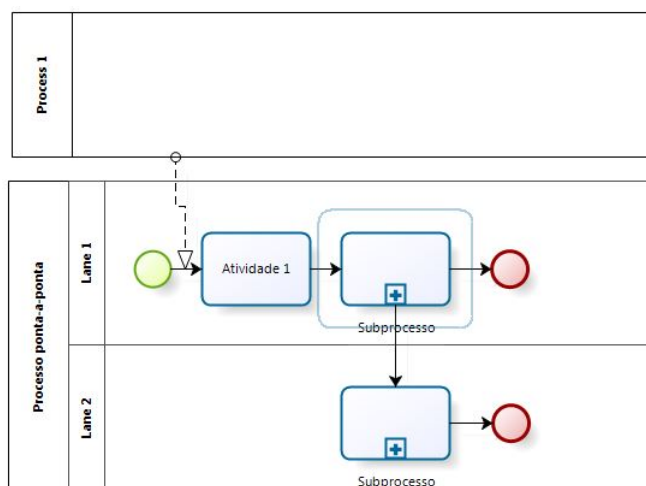 Process 1
Processo ponta-a-ponta
Lane 1
Atividade 1
Subprocesso
Lane 2
Subprocesso